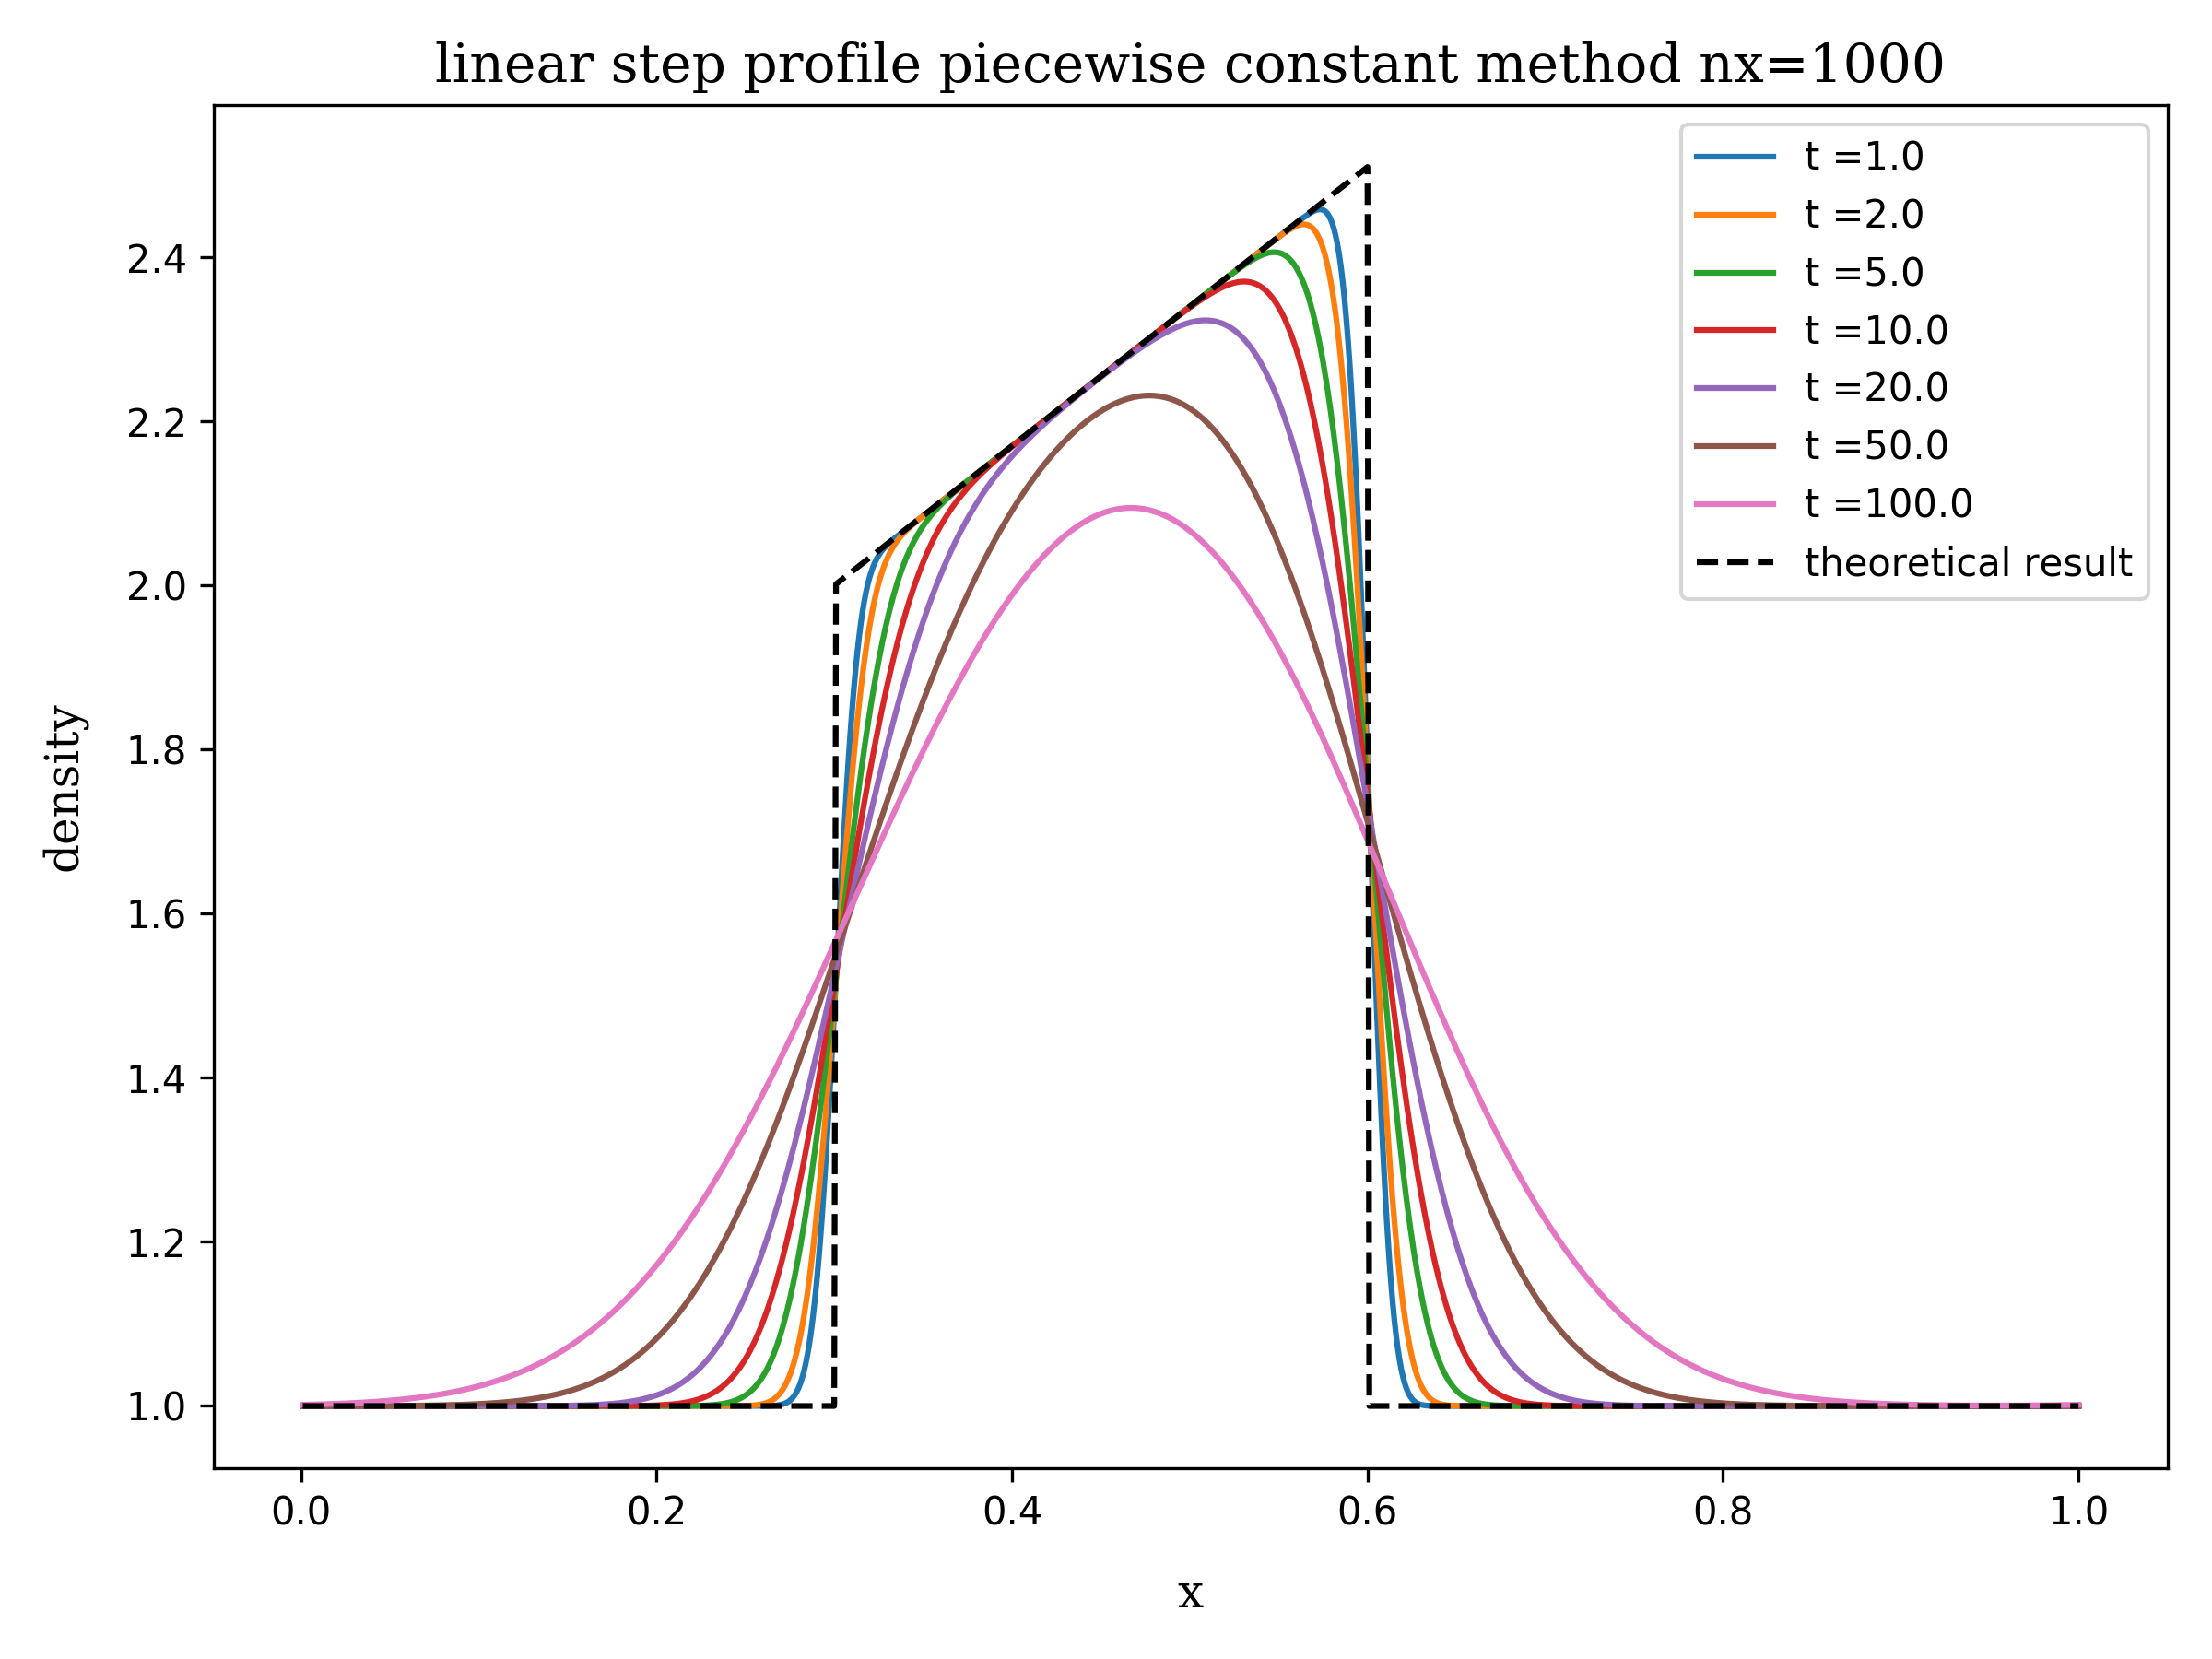 linear step profile piecewise constant method nx=1000
t =1.0
t =2.0
t =5.0
t =10.0
t =20.0
t =50.0
t =100.0
theoretical result
density
2.4
2.2
2.0
1.8
1.6
1.4
1.2
1.0
0.0 0.2 0.4 0.6 0.8 1.0
x